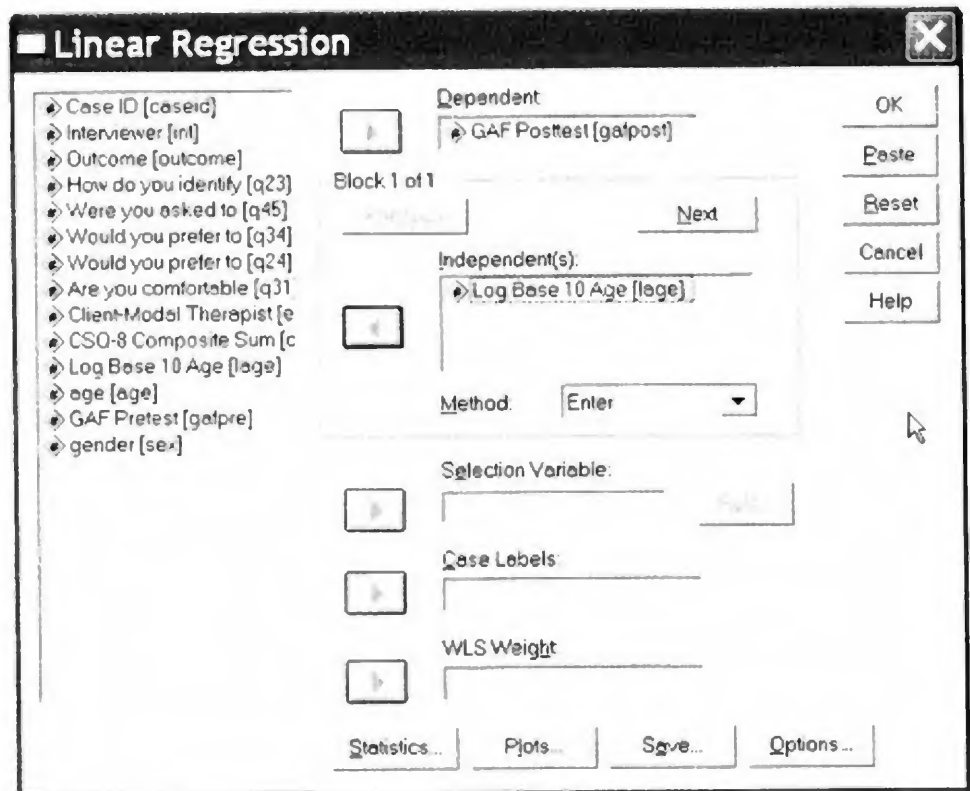 Linear Regression
Case ID [caseid]
Interviewer [int]
Outcome [outcome]
How do you identify [q23]
Were you asked to [q45]
Would you prefer to [q34]
Would you prefer to [q24]
Are you comfortable [q31
Client-Modal Therapist [e
CSQ-8 Composite Sum [c
Log Base 10 Age [lage]
age [age]
GAF Pretest [gafpre]
gender [sex]
Dependent
GAF Posttest [gafpost]
Block 1 of 1
Next
Independent(s):
Log Base 10 Age [lage]
Method:
Enter
Selection Variable:
Case Labels:
WLS Weight
Statistics...
Plots...
Save...
Options...
OK
Paste
Reset
Cancel
Help